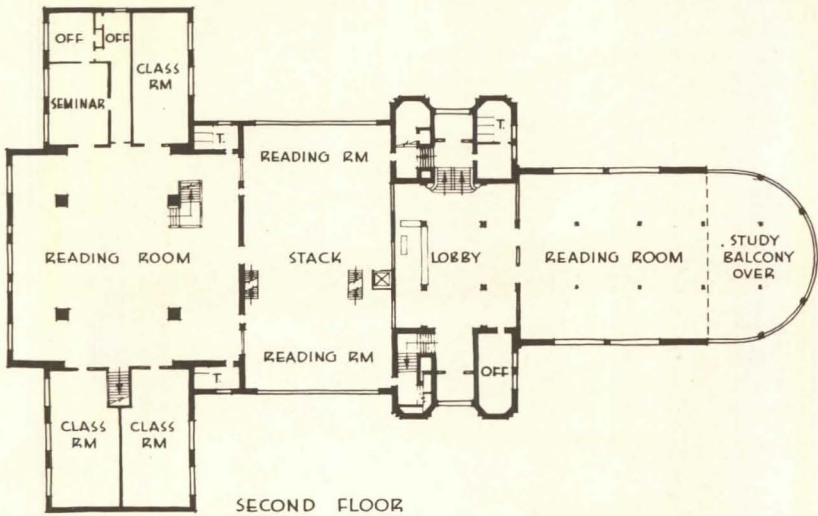 OFF
OFF
CLASS
RM
SEMINAR
T.
READING RM
T.
READING ROOM
STACK
LOBBY
READING ROOM
STUDY
BALCONY
OVER
READING RM
T.
OFF
CLASS
RM
CLASS
RM
SECOND FLOOR